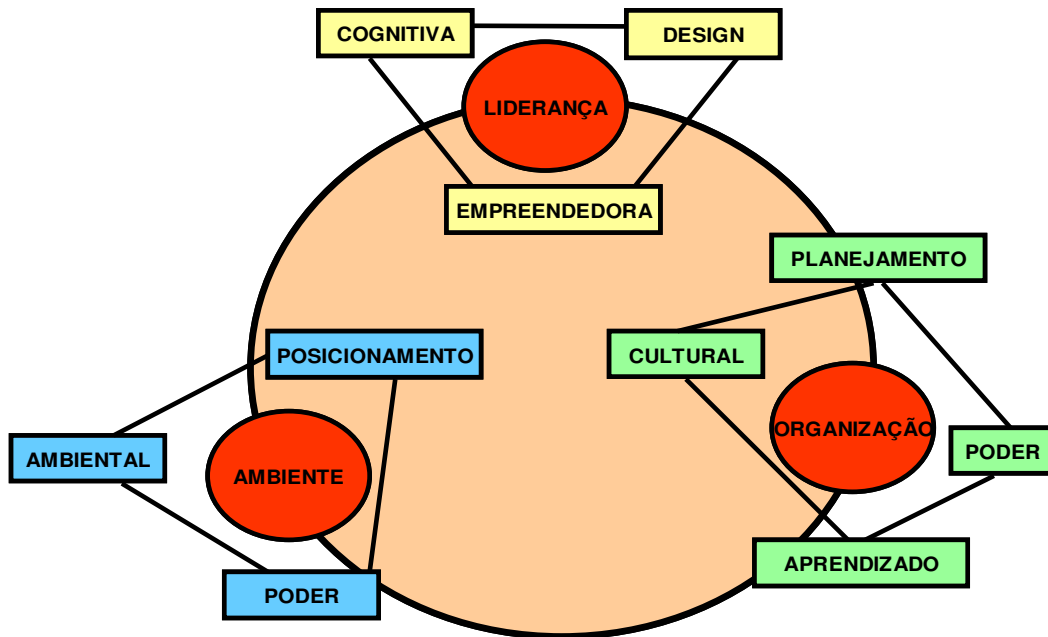 COGNITIVA
DESIGN
LIDERANÇA
EMPREENDEDORA
PLANEJAMENTO
POSICIONAMENTO
CULTURAL
ORGANIZAÇÃO
AMBIENTAL
AMBIENTE
PODER
APRENDIZADO
PODER